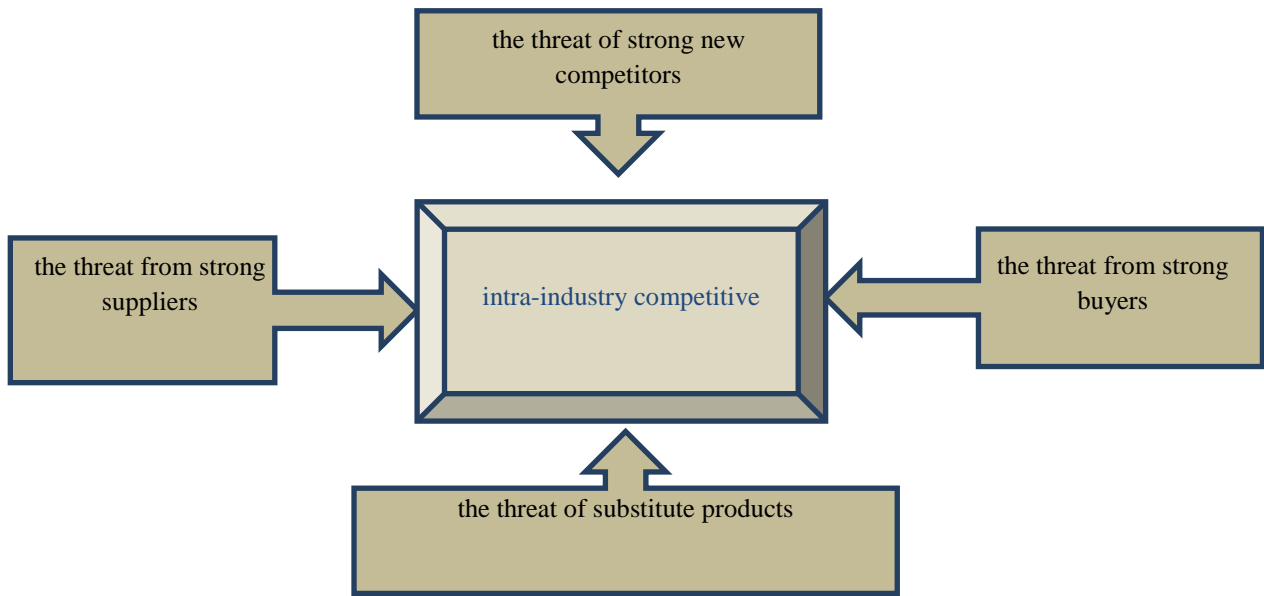 the threat of strong new
competitors
the threat from strong
suppliers
intra-industry competitive
the threat from strong
buyers
the threat of substitute products